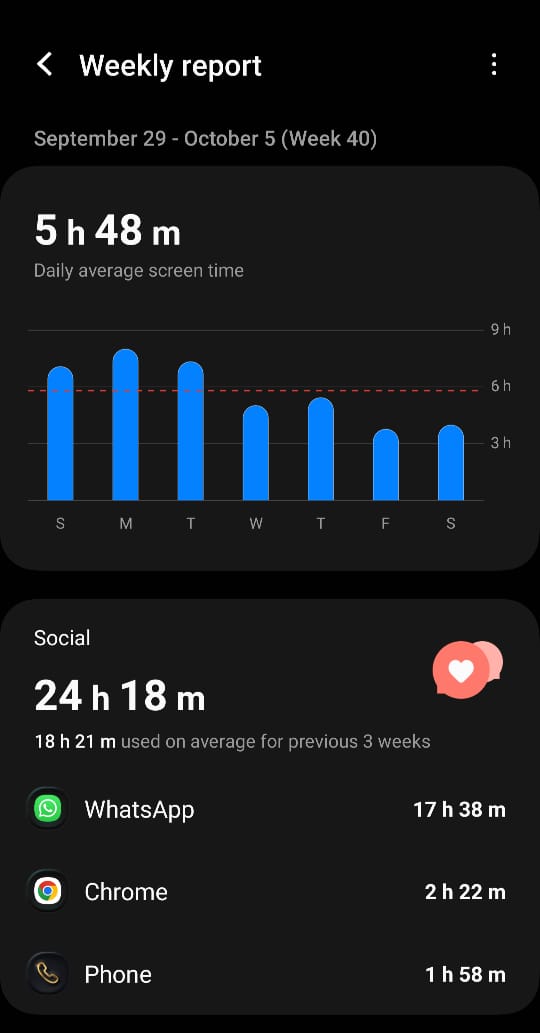 Weekly report
September 29 - October 5 (Week 40)
5 h 48 m
Daily average screen time
9 h
6 h
3 h
S M T W T F S
Social
24 h 18 m
18 h 21 m used on average for previous 3 weeks
WhatsApp 17 h 38 m
Chrome 2 h 22 m
Phone 1 h 58 m